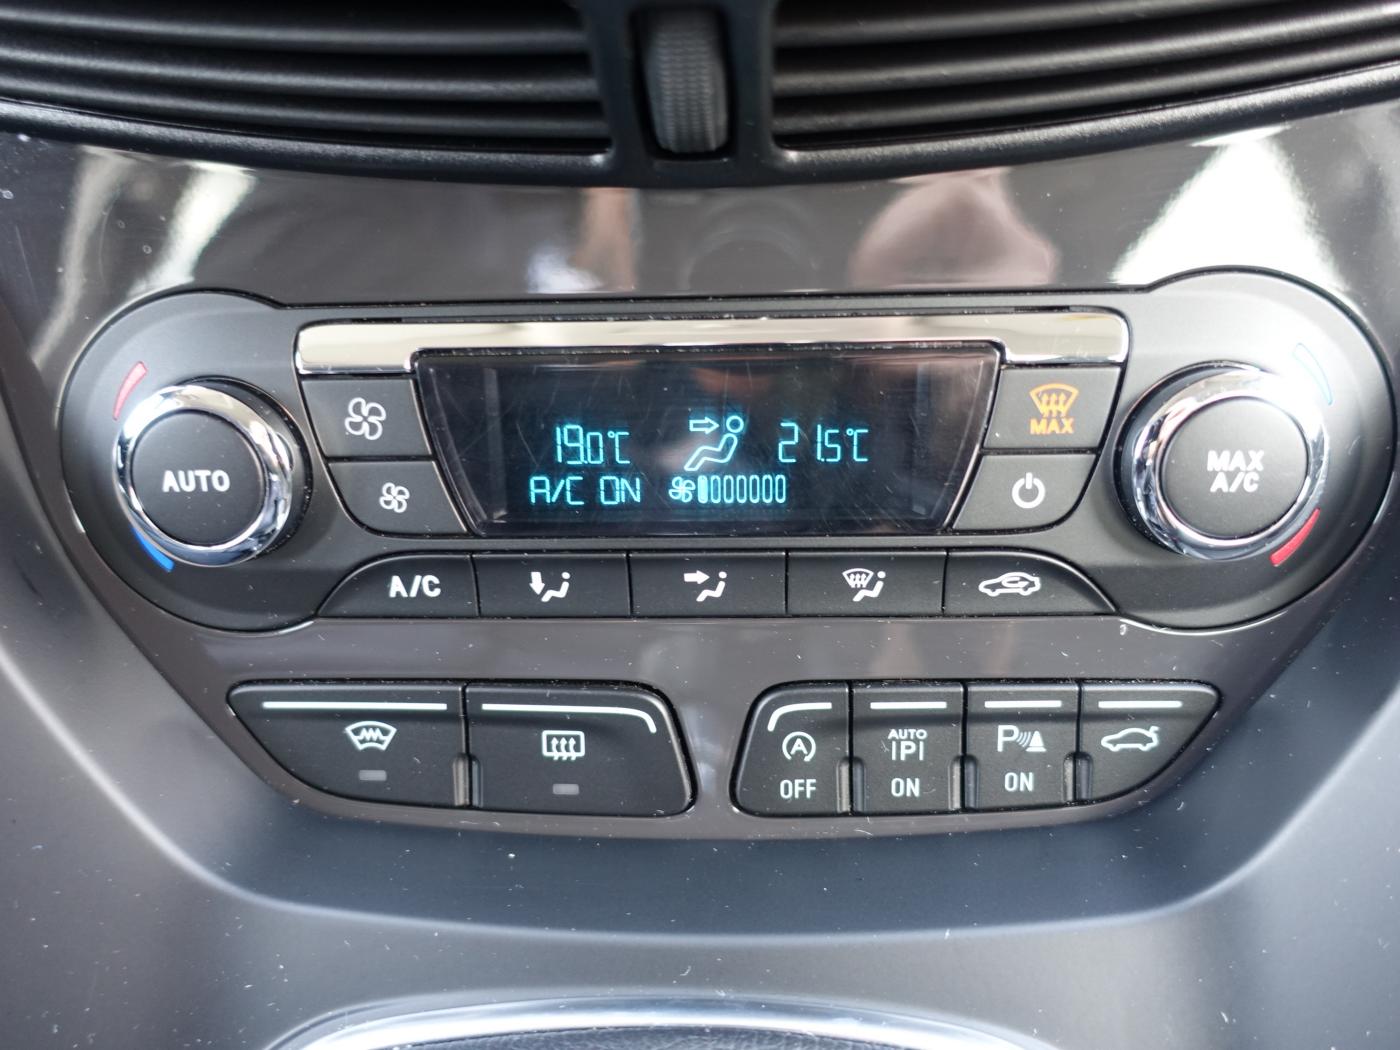 MAX
AUTO
19.0°C
21.5°C
MAX
A/C
A/C ON
A/C
A
OFF
AUTO
P
ON
P
ON